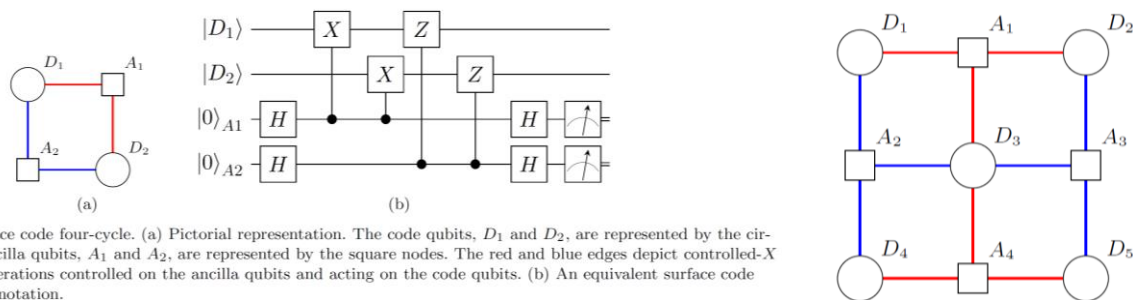 D₁
A₁
A₂
D₂
(a)
|D₁⟩
X
Z
|D₂⟩
X
Z
|0⟩A1
H
H
|0⟩A2
H
H
(b)
ce code four-cycle. (a) Pictorial representation. The code qubits, D₁ and D₂, are represented by the cir-
cilla qubits, A₁ and A₂, are represented by the square nodes. The red and blue edges depict controlled-X
erations controlled on the ancilla qubits and acting on the code qubits. (b) An equivalent surface code
notation.
D₁
A₁
D₂
A₂
D₃
A₃
D₄
A₄
D₅